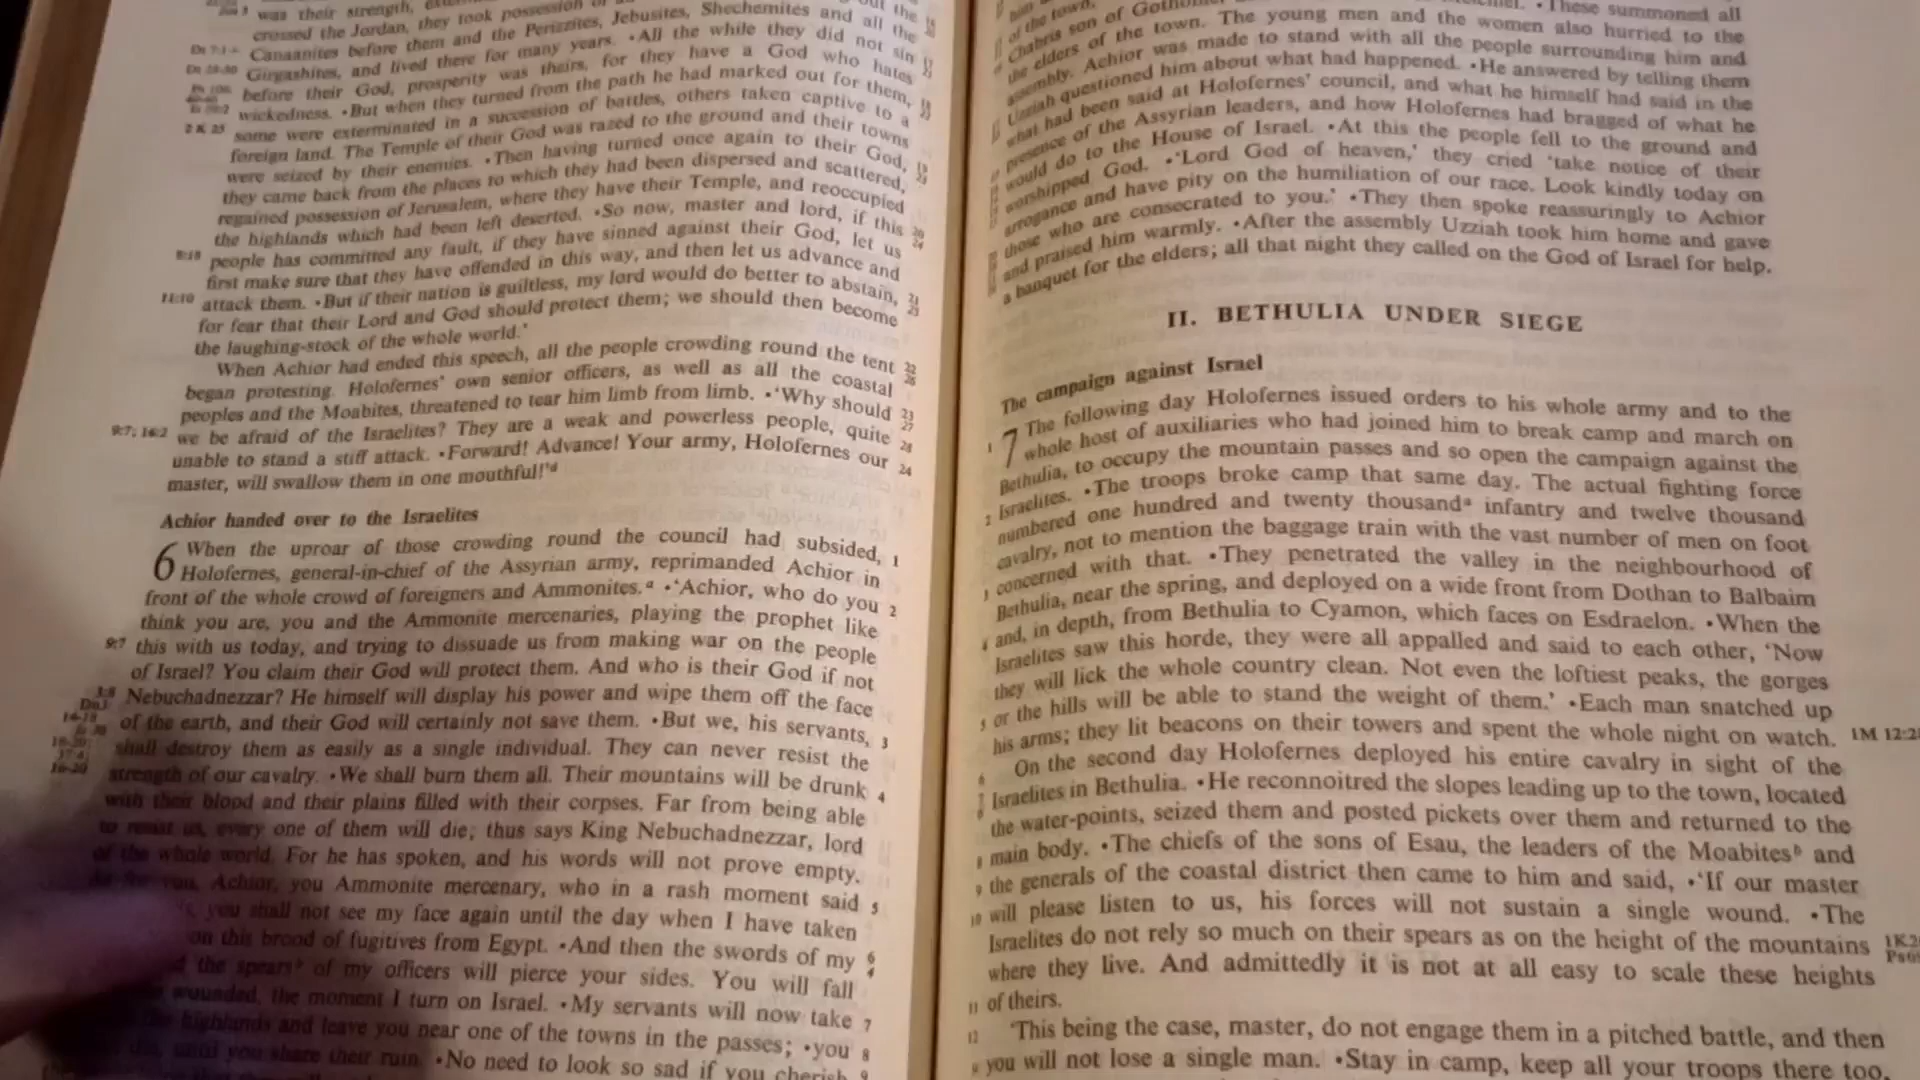 was their strength,
crossed the Jordan, they took possession of
Canaanites before them and the Perizzites, Jebusites, Shechemites and all the
Girgashites, and lived there for many years. •All the while they did not sin
before their God, prosperity was theirs, for they have a God who hates
wickedness. •But when they turned from the path he had marked out for them,
2 K 25 some were exterminated in a succession of battles, others taken captive to a
foreign land. The Temple of their God was razed to the ground and their towns
were seized by their enemies. •Then having turned once again to their God,
they came back from the places to which they had been dispersed and scattered,
regained possession of Jerusalem, where they have their Temple, and reoccupied
the highlands which had been left deserted. •So now, master and lord, if this
8:18 people has committed any fault, if they have sinned against their God, let us
first make sure that they have offended in this way, and then let us advance and
11:10 attack them. •But if their nation is guiltless, my lord would do better to abstain,
for fear that their Lord and God should protect them; we should then become
the laughing-stock of the whole world.'
When Achior had ended this speech, all the people crowding round the tent
began protesting. Holofernes' own senior officers, as well as all the coastal
peoples and the Moabites, threatened to tear him limb from limb. •'Why should
9:7; 16:2 we be afraid of the Israelites? They are a weak and powerless people, quite
unable to stand a stiff attack. •Forward! Advance! Your army, Holofernes our 24
master, will swallow them in one mouthful!'d
Achior handed over to the Israelites
6 When the uproar of those crowding round the council had subsided, 1
Holofernes, general-in-chief of the Assyrian army, reprimanded Achior in
front of the whole crowd of foreigners and Ammonites.a •'Achior, who do you 2
think you are, you and the Ammonite mercenaries, playing the prophet like
9:7 this with us today, and trying to dissuade us from making war on the people
of Israel? You claim their God will protect them. And who is their God if not
3:8 Nebuchadnezzar? He himself will display his power and wipe them off the face
of the earth, and their God will certainly not save them. •But we, his servants, 3
shall destroy them as easily as a single individual. They can never resist the
strength of our cavalry. •We shall burn them all. Their mountains will be drunk 4
with their blood and their plains filled with their corpses. Far from being able
to resist us, every one of them will die; thus says King Nebuchadnezzar, lord
of the whole world. For he has spoken, and his words will not prove empty.
you, Achior, you Ammonite mercenary, who in a rash moment said 5
you shall not see my face again until the day when I have taken
on this brood of fugitives from Egypt. •And then the swords of my
the spears of my officers will pierce your sides. You will fall
wounded, the moment I turn on Israel. •My servants will now take 7
highlands and leave you near one of the towns in the passes; •you 8
until you share their ruin. •No need to look so sad if you cherish 9
•These summoned all
of the town.
Chabris son of
the elders of the town. The young men and the women also hurried to the
assembly. Achior was made to stand with all the people surrounding him and
Uzziah questioned him about what had happened. •He answered by telling them
what had been said at Holofernes' council, and what he himself had said in the
presence of the Assyrian leaders, and how Holofernes had bragged of what he
would do to the House of Israel. •At this the people fell to the ground and
worshipped God. •'Lord God of heaven,' they cried 'take notice of their
arrogance and have pity on the humiliation of our race. Look kindly today on
those who are consecrated to you.' •They then spoke reassuringly to Achior
and praised him warmly. •After the assembly Uzziah took him home and gave
a banquet for the elders; all that night they called on the God of Israel for help.
II. BETHULIA UNDER SIEGE
The campaign against Israel
1 7 The following day Holofernes issued orders to his whole army and to the
whole host of auxiliaries who had joined him to break camp and march on
Bethulia, to occupy the mountain passes and so open the campaign against the
2 Israelites. •The troops broke camp that same day. The actual fighting force
numbered one hundred and twenty thousanda infantry and twelve thousand
cavalry, not to mention the baggage train with the vast number of men on foot
3 concerned with that. •They penetrated the valley in the neighbourhood of
Bethulia, near the spring, and deployed on a wide front from Dothan to Balbaim
4 and, in depth, from Bethulia to Cyamon, which faces on Esdraelon. •When the
Israelites saw this horde, they were all appalled and said to each other, 'Now
they will lick the whole country clean. Not even the loftiest peaks, the gorges
5 or the hills will be able to stand the weight of them.' •Each man snatched up
his arms; they lit beacons on their towers and spent the whole night on watch. 1M 12:2
6 On the second day Holofernes deployed his entire cavalry in sight of the
7 Israelites in Bethulia. •He reconnoitred the slopes leading up to the town, located
the water-points, seized them and posted pickets over them and returned to the
8 main body. •The chiefs of the sons of Esau, the leaders of the Moabitesb and
9 the generals of the coastal district then came to him and said, •'If our master
10 will please listen to us, his forces will not sustain a single wound. •The
Israelites do not rely so much on their spears as on the height of the mountains 1K 2
where they live. And admittedly it is not at all easy to scale these heights
11 of theirs.
12 'This being the case, master, do not engage them in a pitched battle, and then
you will not lose a single man. •Stay in camp, keep all your troops there too,